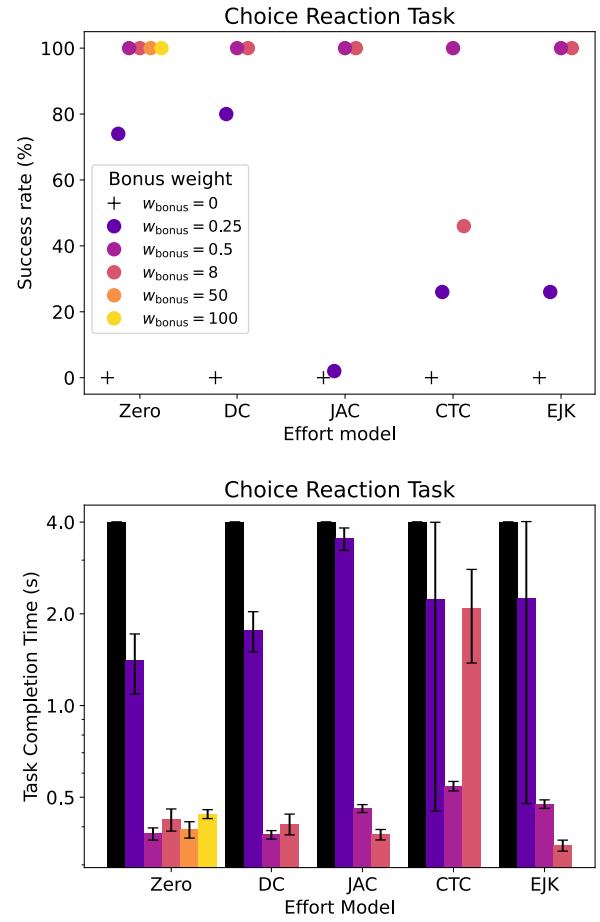 Choice Reaction Task
Success rate (%)
100
80
60
40
20
0
Bonus weight
w_bonus = 0
w_bonus = 0.25
w_bonus = 0.5
w_bonus = 8
w_bonus = 50
w_bonus = 100
Zero DC JAC CTC EJK
Effort model
Choice Reaction Task
Task Completion Time (s)
4.0
2.0
1.0
0.5
Zero DC JAC CTC EJK
Effort Model